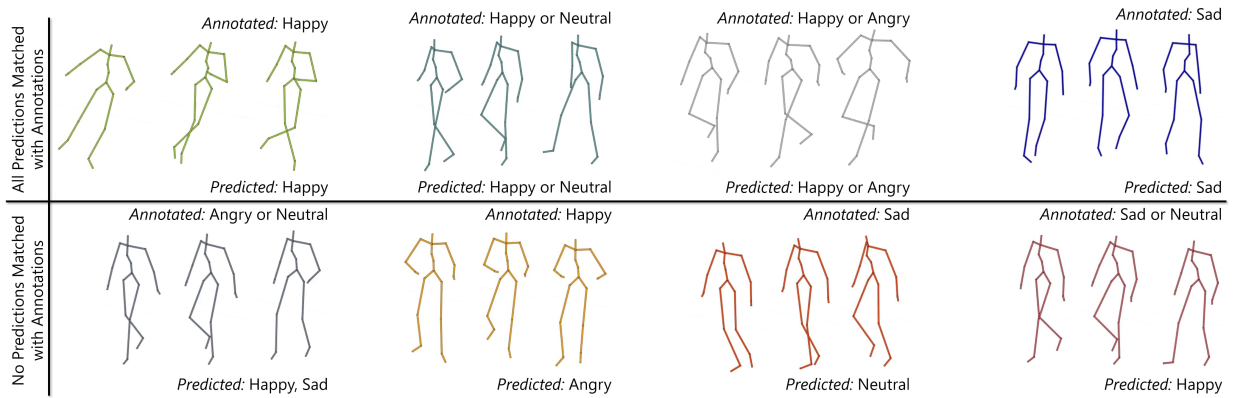 All Predictions Matched
with Annotations
Annotated: Happy
Annotated: Happy or Neutral
Annotated: Happy or Angry
Annotated: Sad
Predicted: Happy
Predicted: Happy or Neutral
Predicted: Happy or Angry
Predicted: Sad
No Predictions Matched
with Annotations
Annotated: Angry or Neutral
Annotated: Happy
Annotated: Sad
Annotated: Sad or Neutral
Predicted: Happy, Sad
Predicted: Angry
Predicted: Neutral
Predicted: Happy